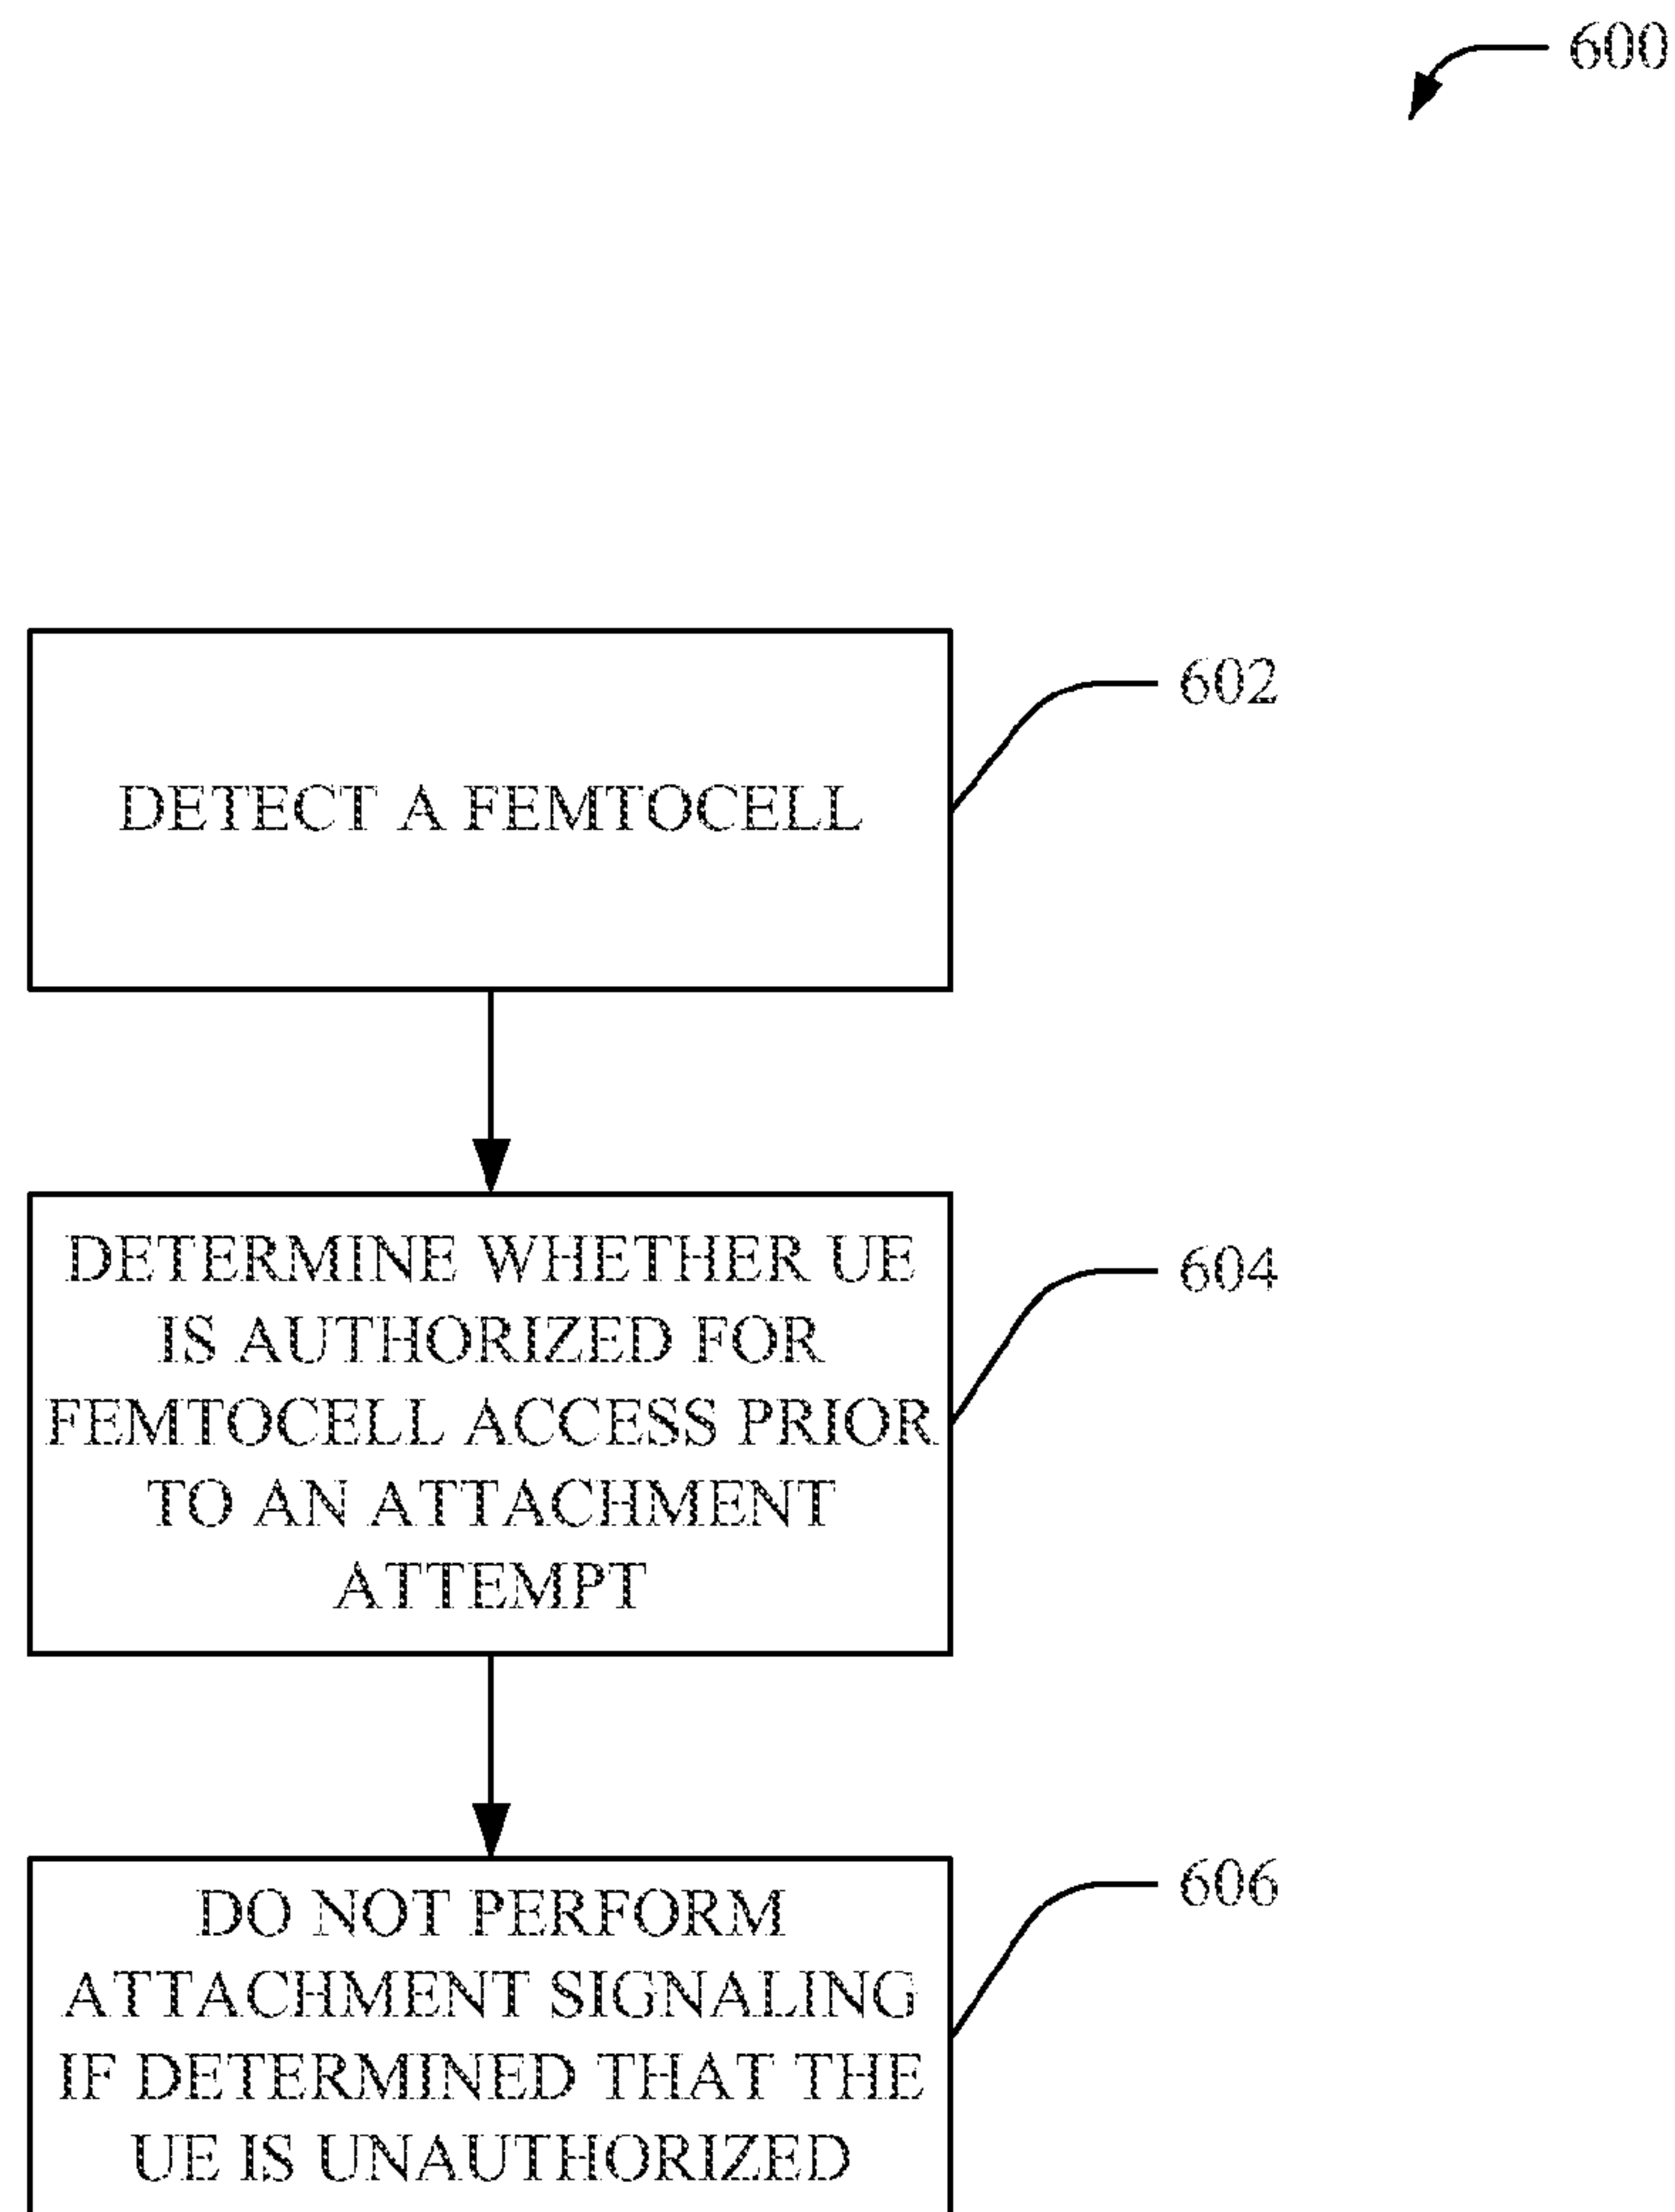 600
602
DETECT A FEMTOCELL
604
DETERMINE WHETHER UE
IS AUTHORIZED FOR
FEMTOCELL ACCESS PRIOR
TO AN ATTACHMENT
ATTEMPT
606
DO NOT PERFORM
ATTACHMENT SIGNALING
IF DETERMINED THAT THE
UE IS UNAUTHORIZED